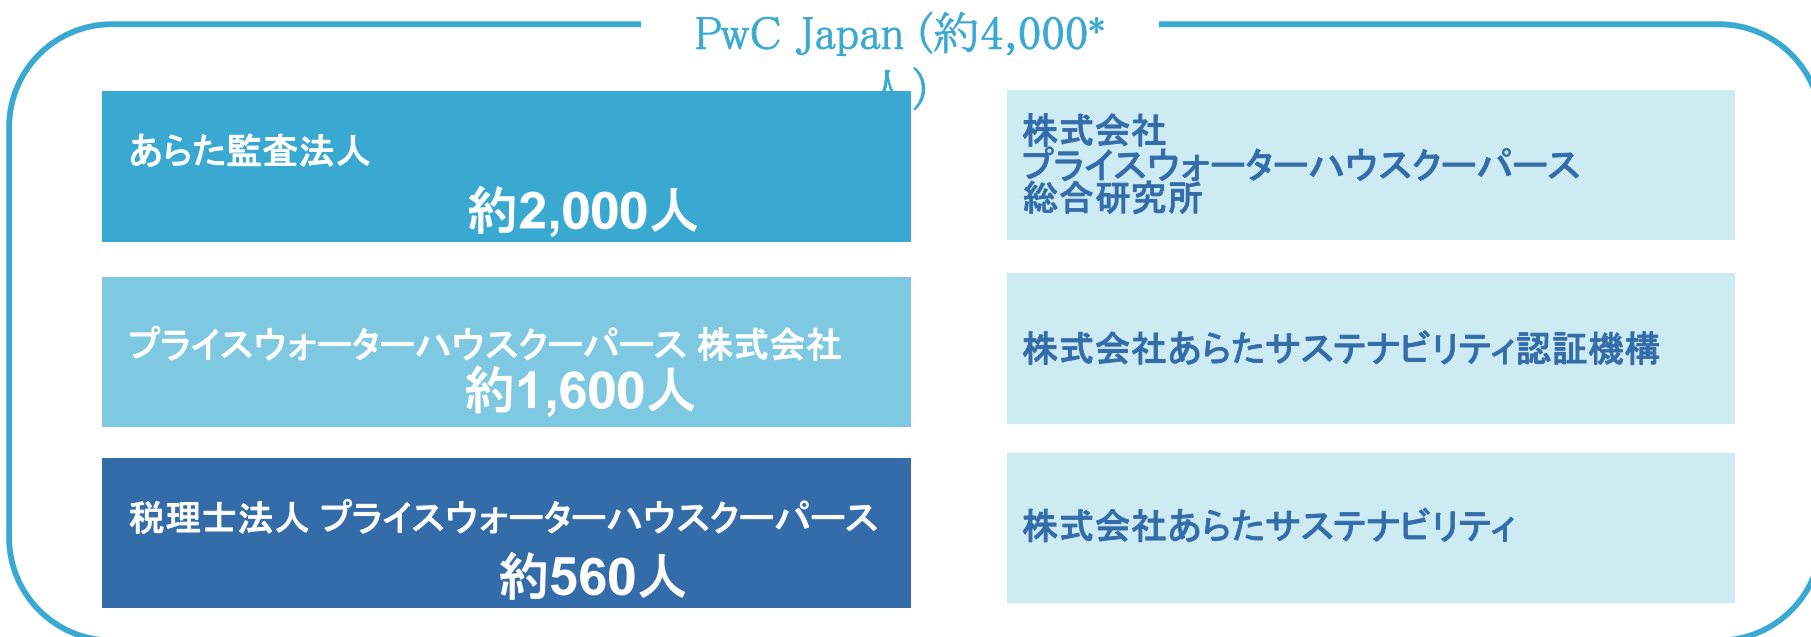 PwC Japan (約4,000*
人)
あらた監査法人
約2,000人
プライスウォーターハウスクーパース 株式会社
約1,600人
税理士法人 プライスウォーターハウスクーパース
約560人
株式会社
プライスウォーターハウスクーパース
総合研究所
株式会社あらたサステナビリティ認証機構
株式会社あらたサステナビリティ